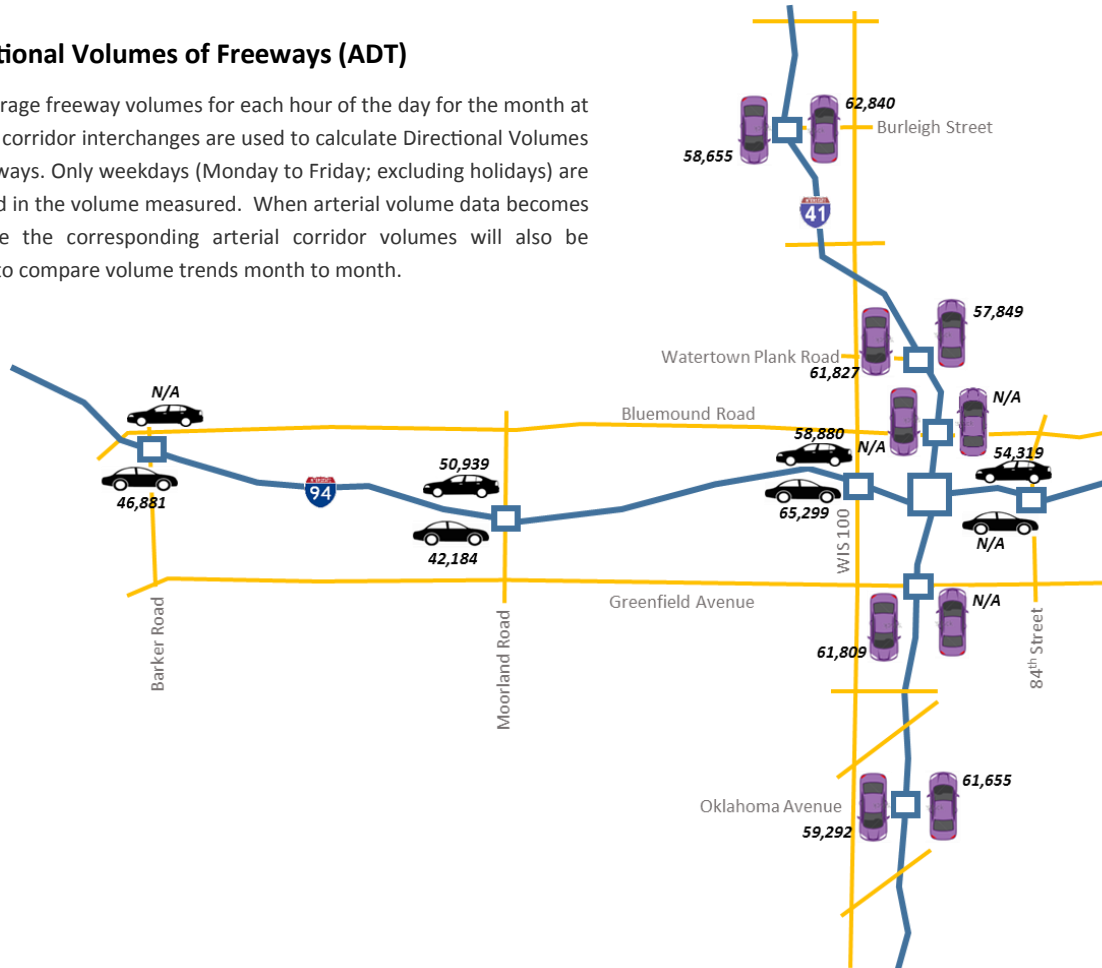 tional Volumes of Freeways (ADT)
rage freeway volumes for each hour of the day for the month at
corridor interchanges are used to calculate Directional Volumes
ways. Only weekdays (Monday to Friday; excluding holidays) are
d in the volume measured. When arterial volume data becomes
e the corresponding arterial corridor volumes will also be
to compare volume trends month to month.
62,840
Burleigh Street
58,655
41
57,849
Watertown Plank Road
61,827
N/A
N/A
Bluemound Road
58,880
N/A
54,319
50,939
46,881
94
65,299
42,184
N/A
WIS 100
Greenfield Avenue
N/A
Barker Road
Moorland Road
84th Street
61,809
61,655
Oklahoma Avenue
59,292